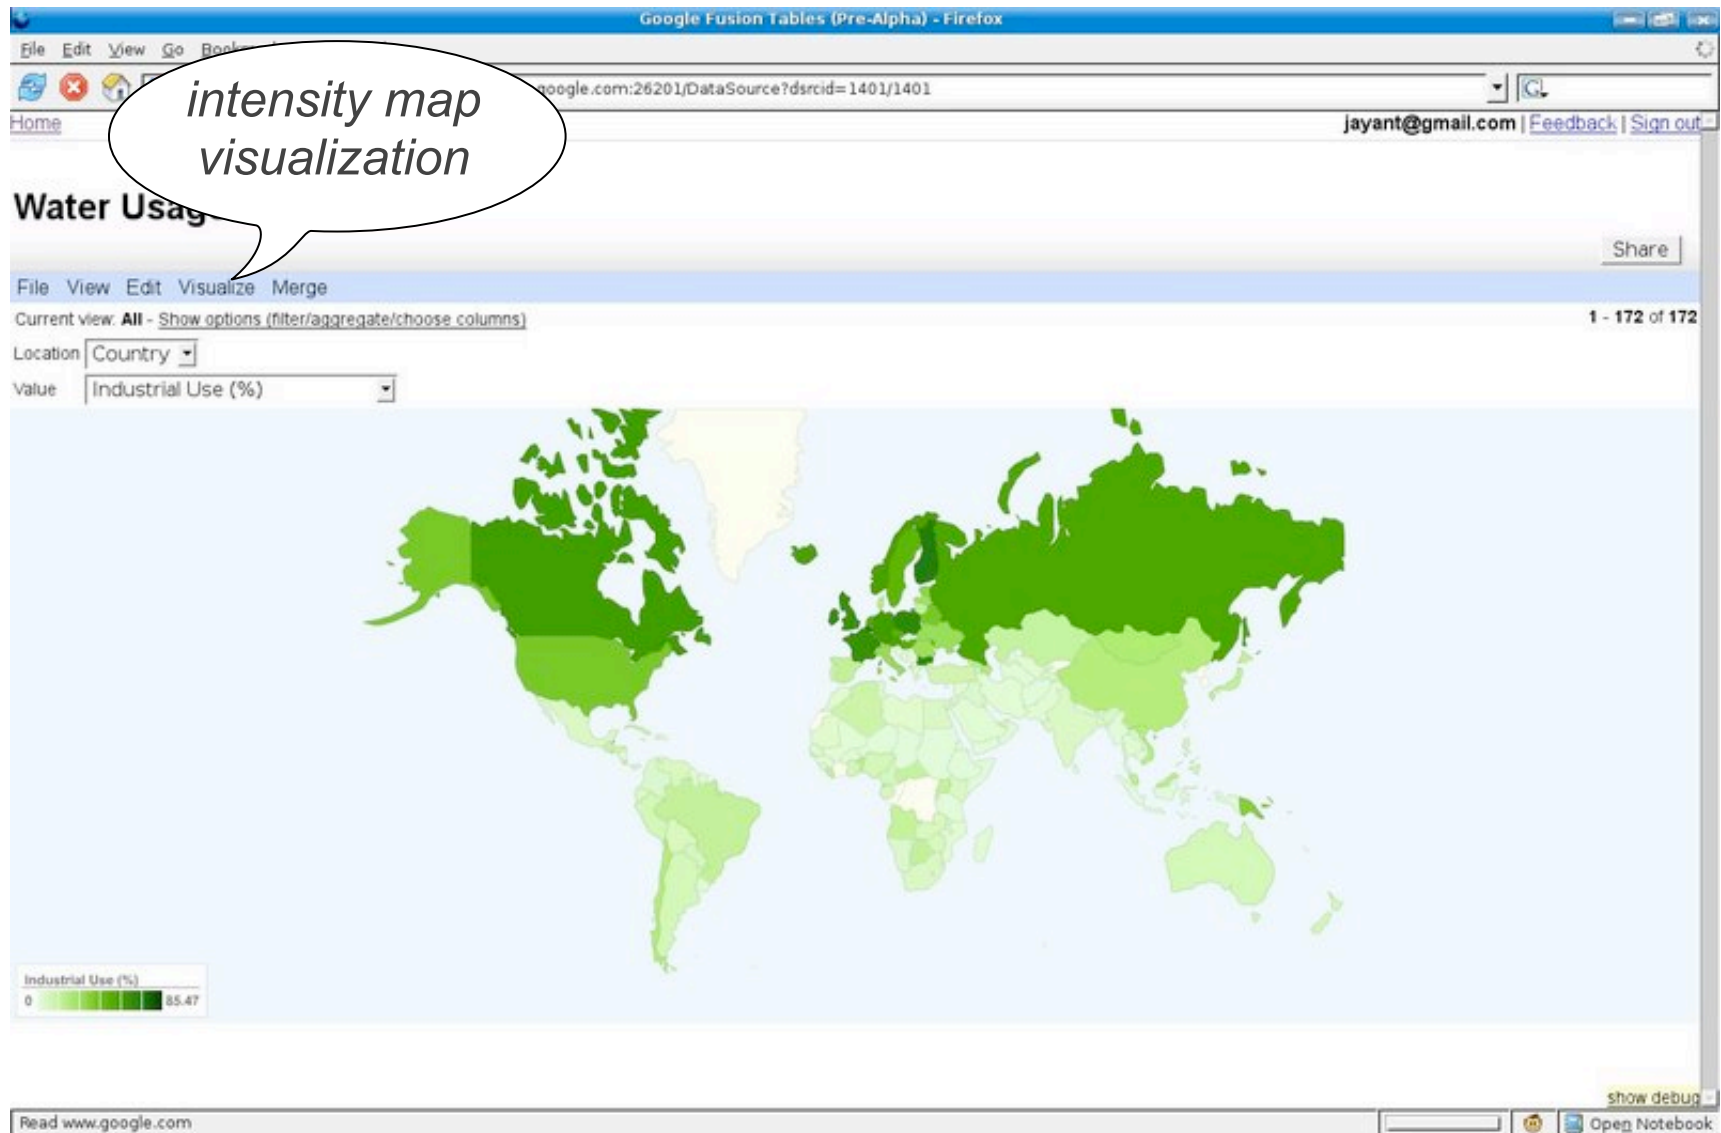 Google Fusion Tables (Pre-Alpha) - Firefox
File Edit View Go
google.com:26201/DataSource?dsrcid=1401/1401
G
intensity map
visualization
Home
jayant@gmail.com | Feedback | Sign out
Water Usag
Share
File View Edit Visualize Merge
Current view: All - Show options (filter/aggregate/choose columns)
1 - 172 of 172
Location Country
Value Industrial Use (%)
Industrial Use (%)
0 85.47
show debug
Read www.google.com
Open Notebook